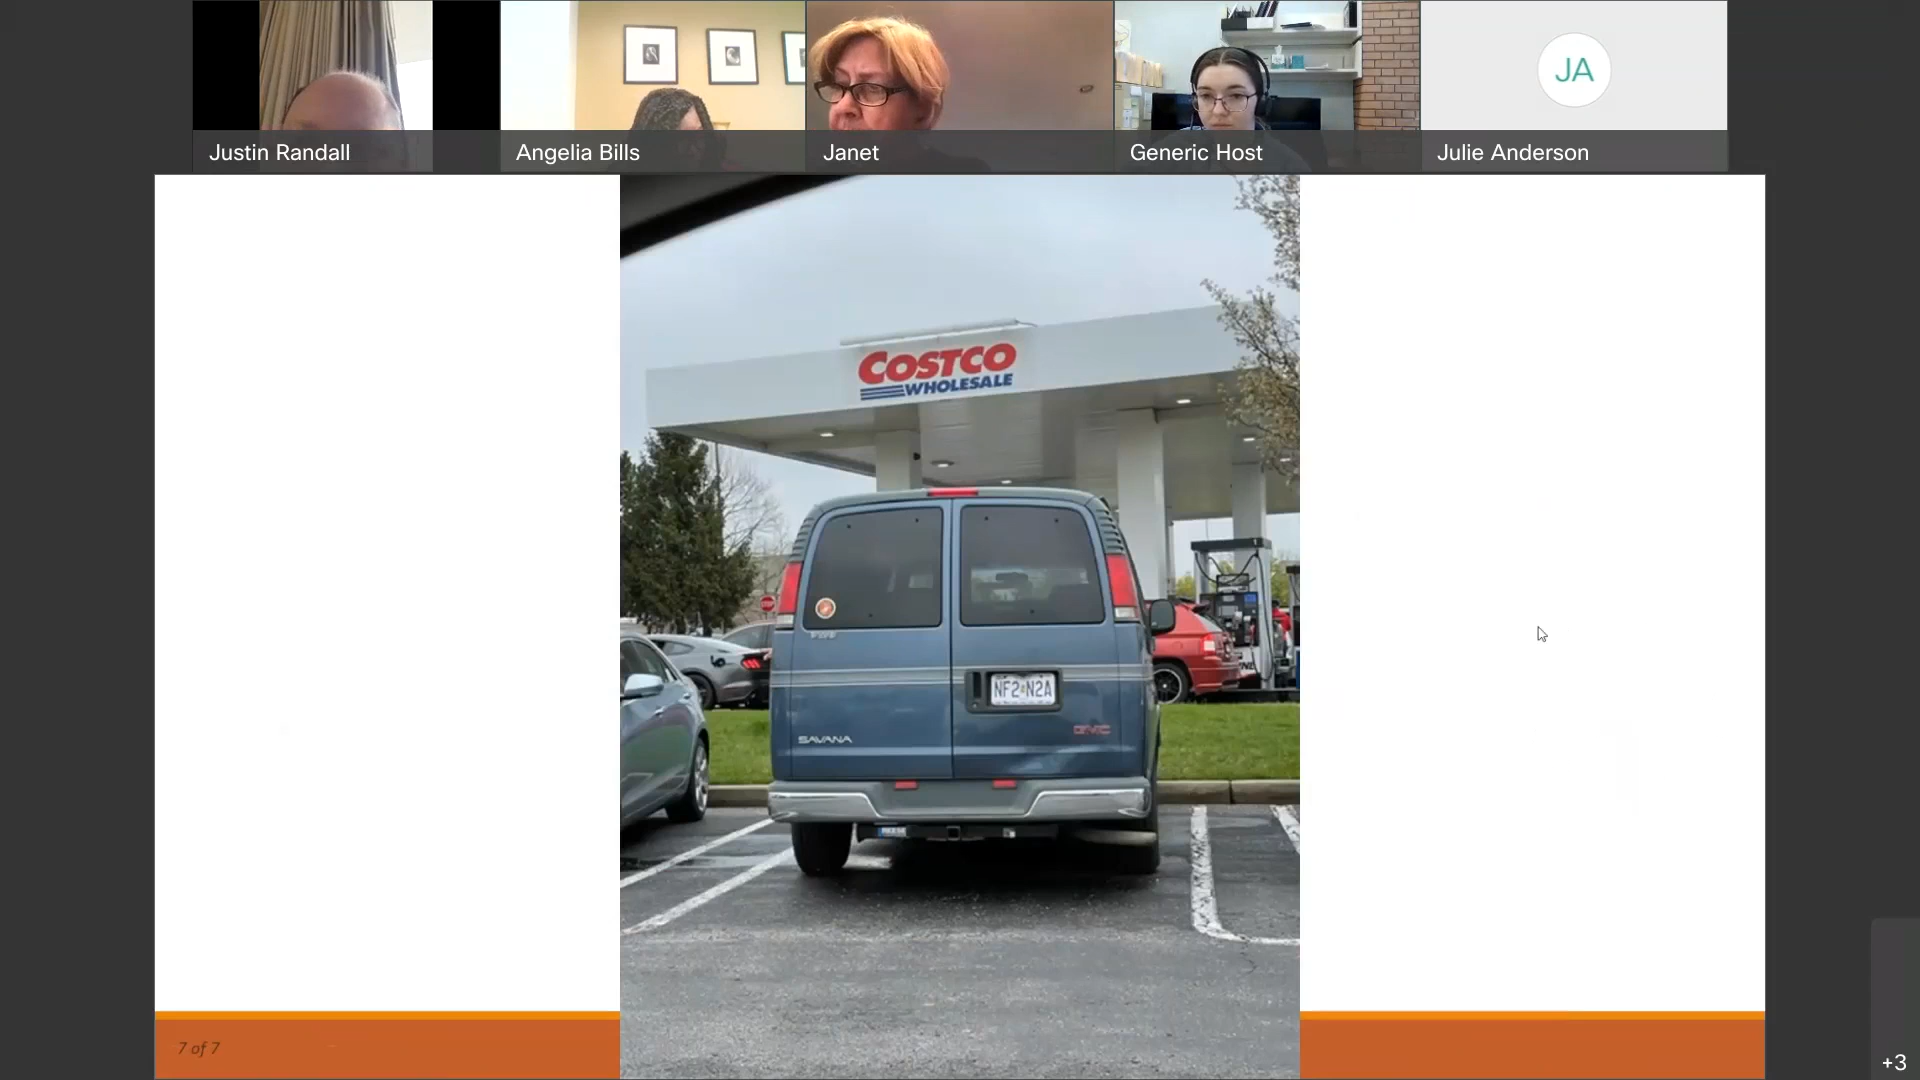 Justin Randall
Angelia Bills
Janet
Generic Host
JA
Julie Anderson
COSTCO
WHOLESALE
NF2 N2A
SAVANA
GMC
7 of 7
+3